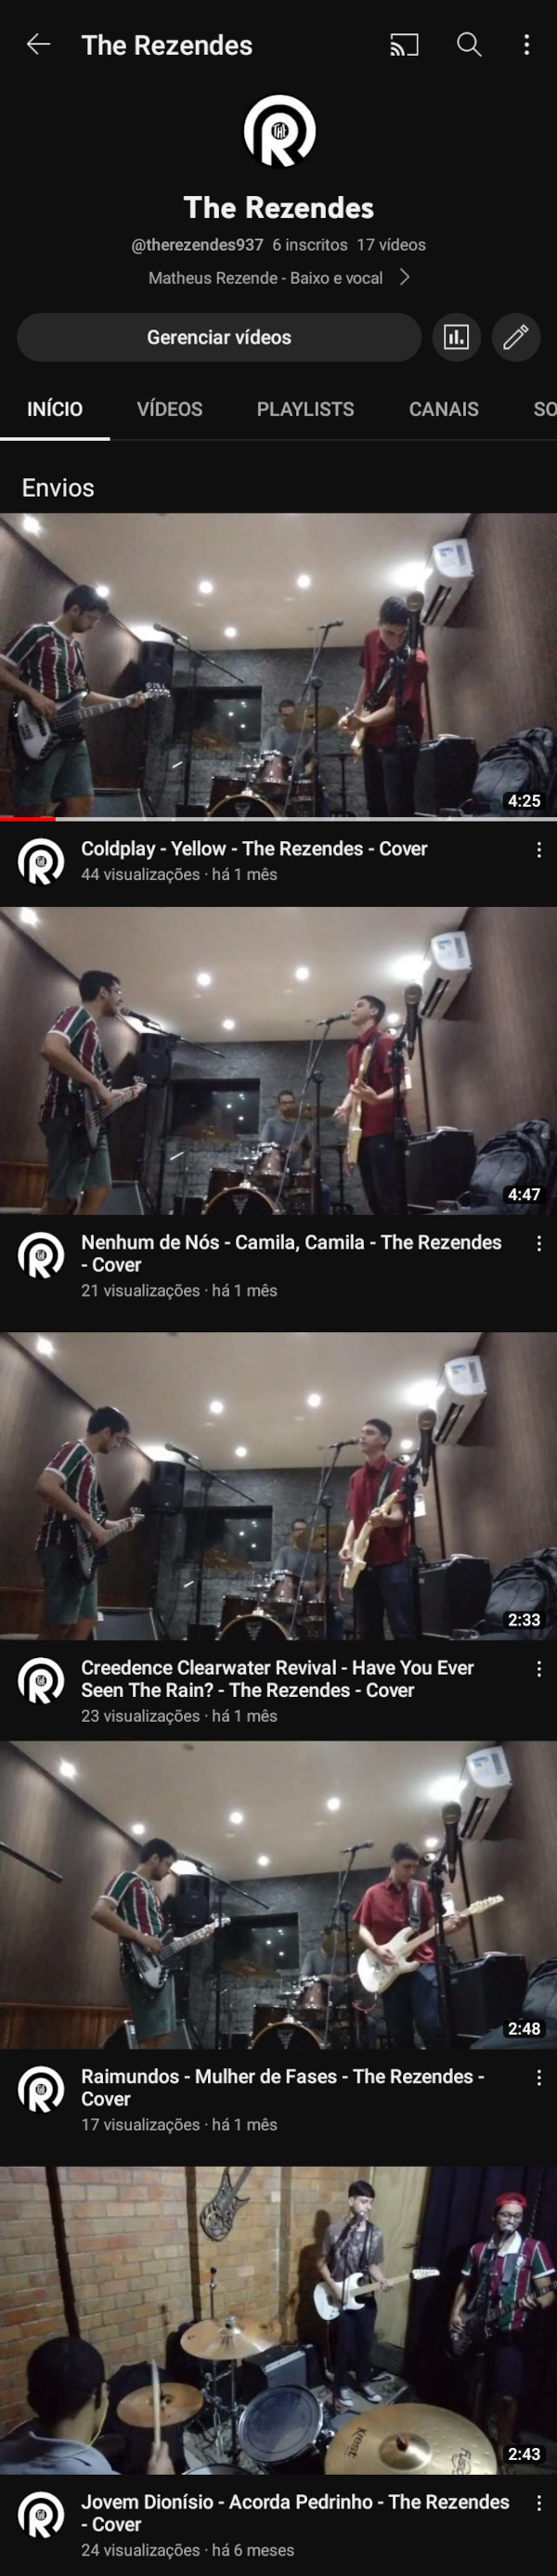 The Rezendes
THE
The Rezendes
@therezendes937 6 inscritos 17 vídeos
Matheus Rezende - Baixo e vocal
Gerenciar vídeos
INÍCIO VÍDEOS PLAYLISTS CANAIS SO
Envios
4:25
Coldplay - Yellow - The Rezendes - Cover
44 visualizações · há 1 mês
4:47
Nenhum de Nós - Camila, Camila - The Rezendes
- Cover
21 visualizações · há 1 mês
2:33
Creedence Clearwater Revival - Have You Ever
Seen The Rain? - The Rezendes - Cover
23 visualizações · há 1 mês
2:48
Raimundos - Mulher de Fases - The Rezendes -
Cover
17 visualizações · há 1 mês
Krest
2:43
Jovem Dionísio - Acorda Pedrinho - The Rezendes
- Cover
24 visualizações · há 6 meses